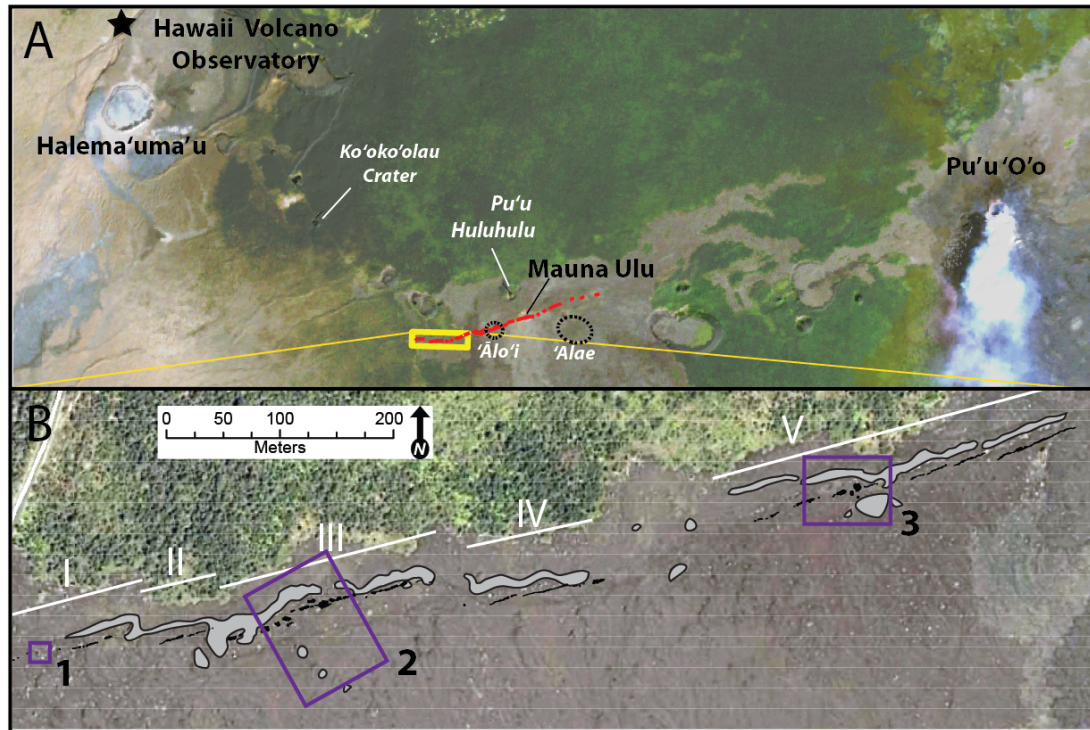 A
Hawaii Volcano
Observatory
Halema‘uma‘u
Ko‘oko‘olau
Crater
Pu‘u
Huluhulu
Mauna Ulu
Pu‘u ‘O‘o
‘Ālo‘i
‘Alae
B
0 50 100 200
Meters
N
I
II
III
IV
V
1
2
3